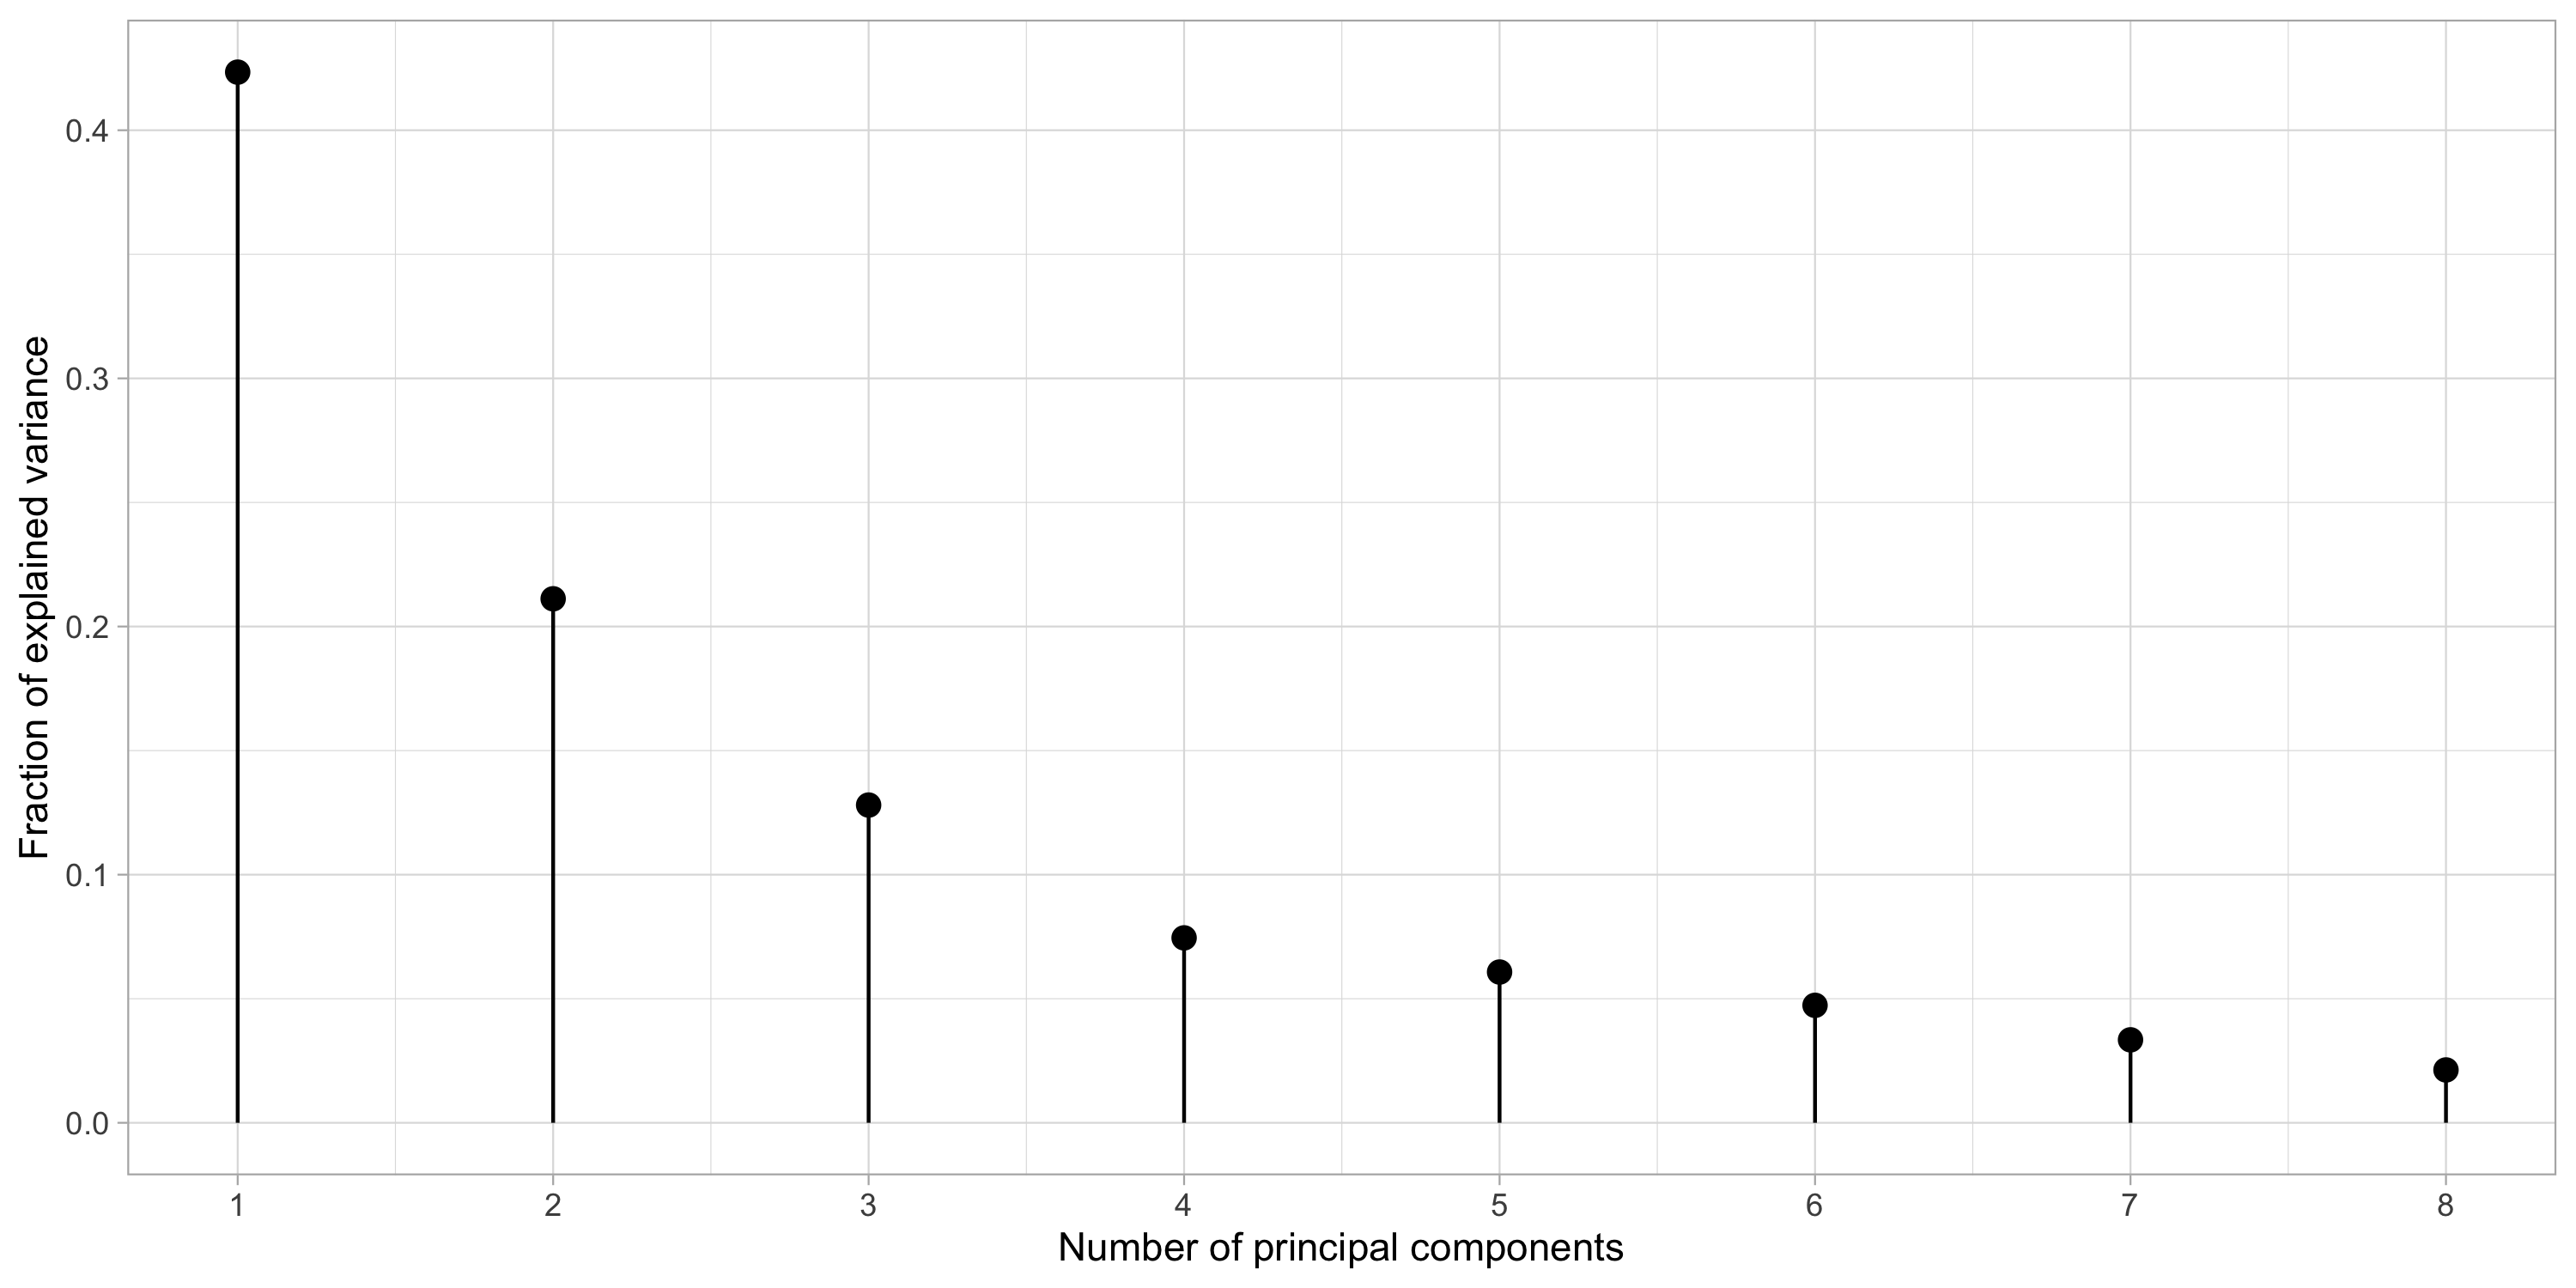 Fraction of explained variance
0.4
0.3
0.2
0.1
0.0
1 2 3 4 5 6 7 8
Number of principal components